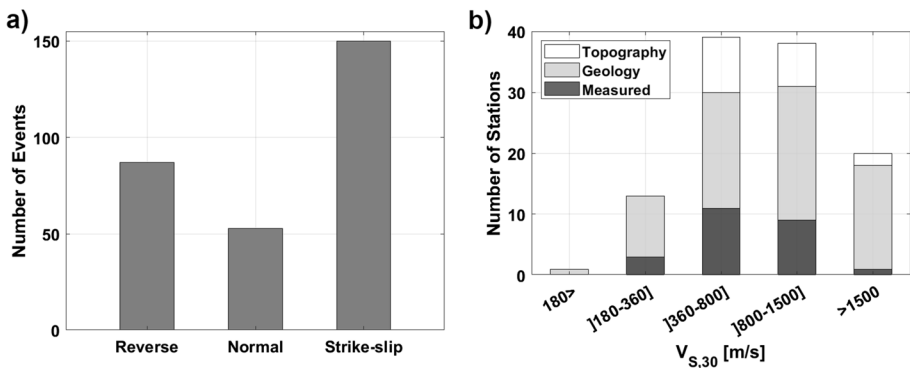 a)
Number of Events
150
100
50
0
Reverse Normal Strike-slip
b)
Number of Stations
40
30
20
10
0
Topography
Geology
Measured
180>
]180-360]
]360-800]
]800-1500]
>1500
V_S,30 [m/s]